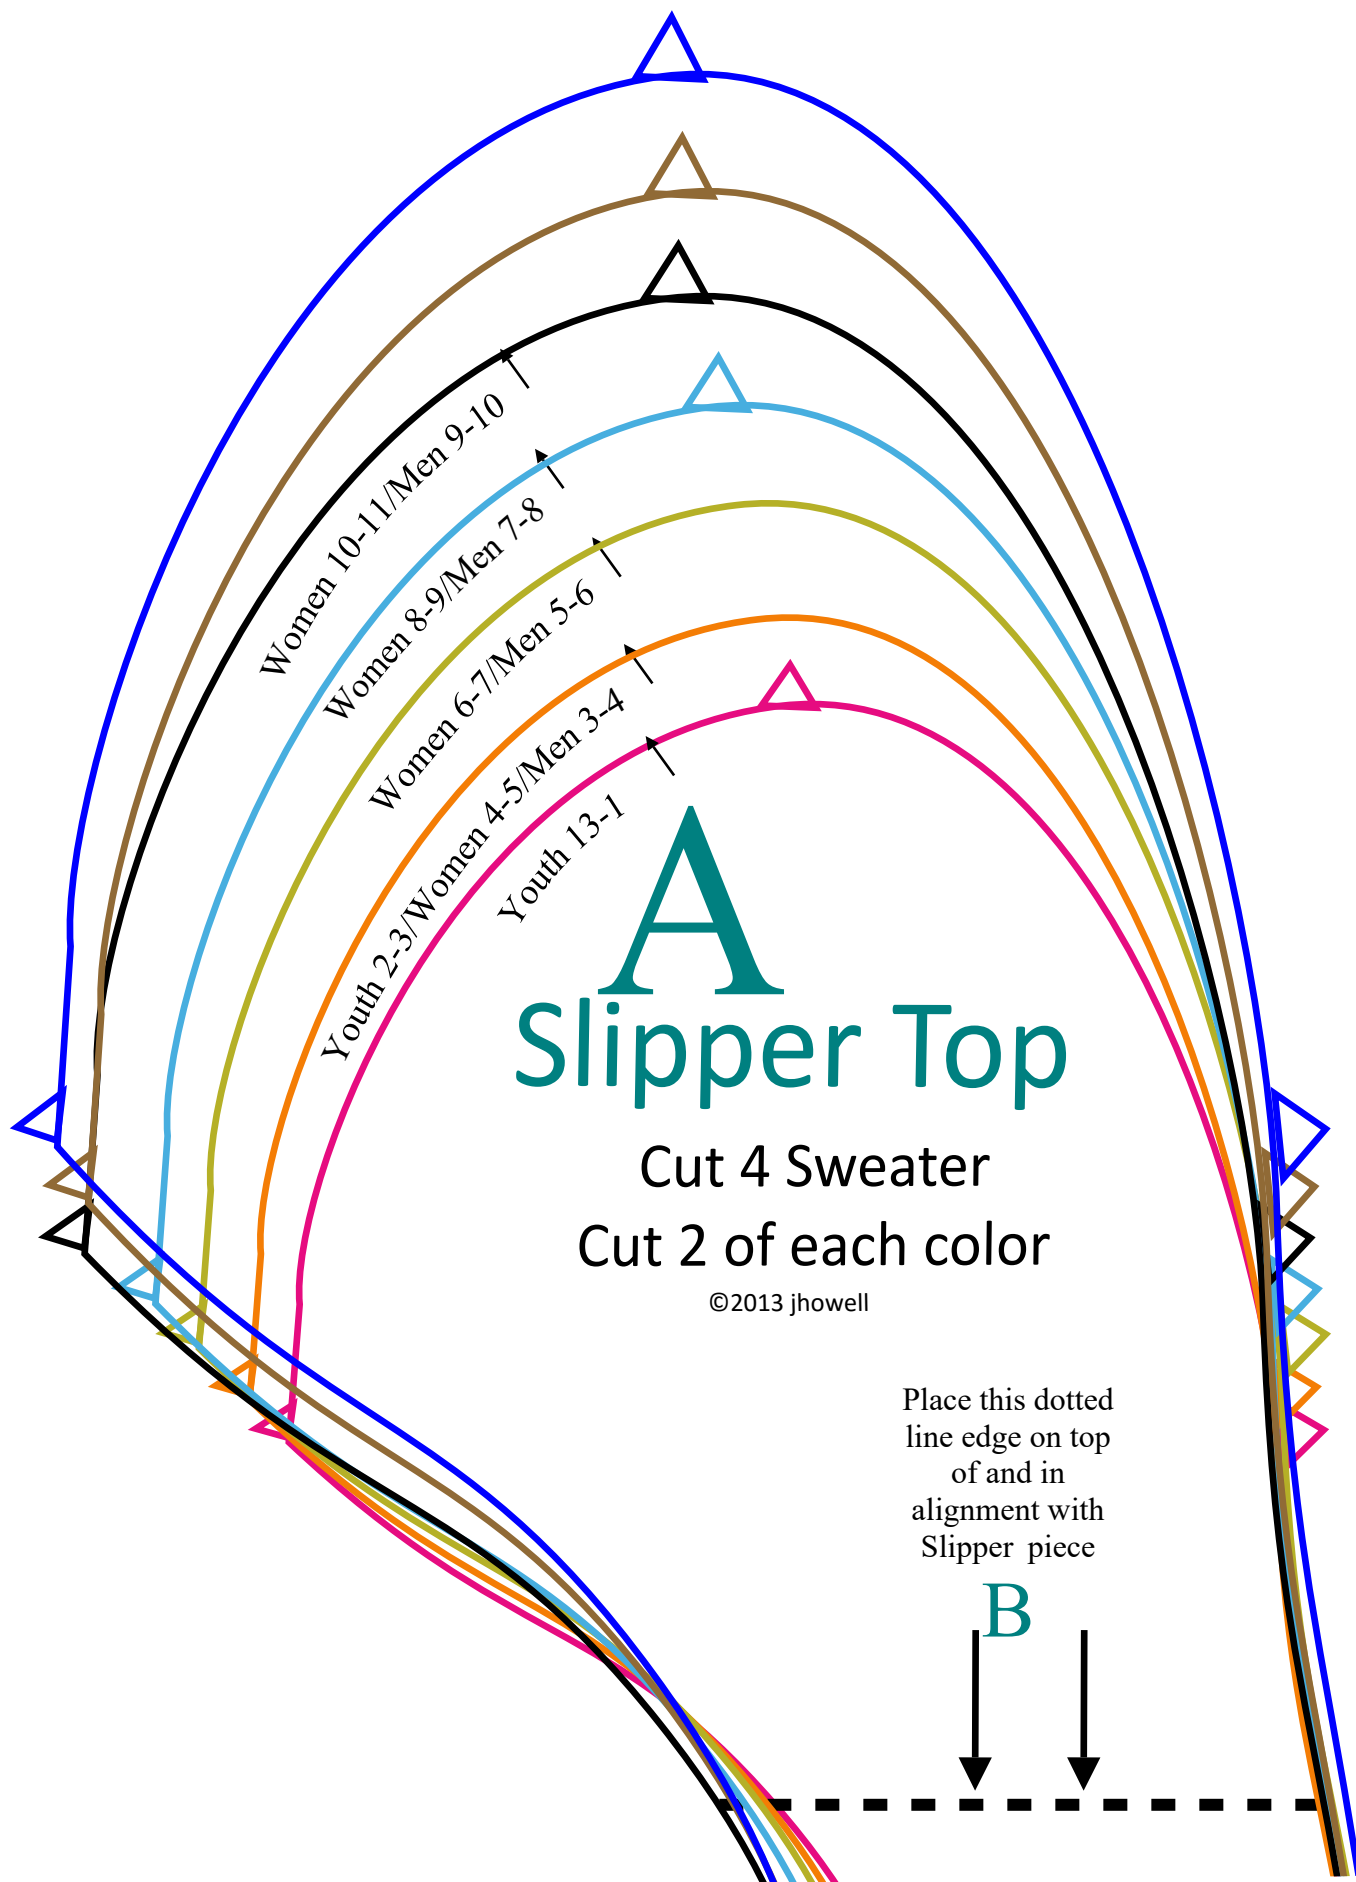 Women 10-11/Men 9-10
Women 8-9/Men 7-8
Women 6-7/Men 5-6
Youth 2-3/Women 4-5/Men 3-4
Youth 13-1
A
Slipper Top
Cut 4 Sweater
Cut 2 of each color
©2013 jhowell
Place this dotted
line edge on top
of and in
alignment with
Slipper piece
B